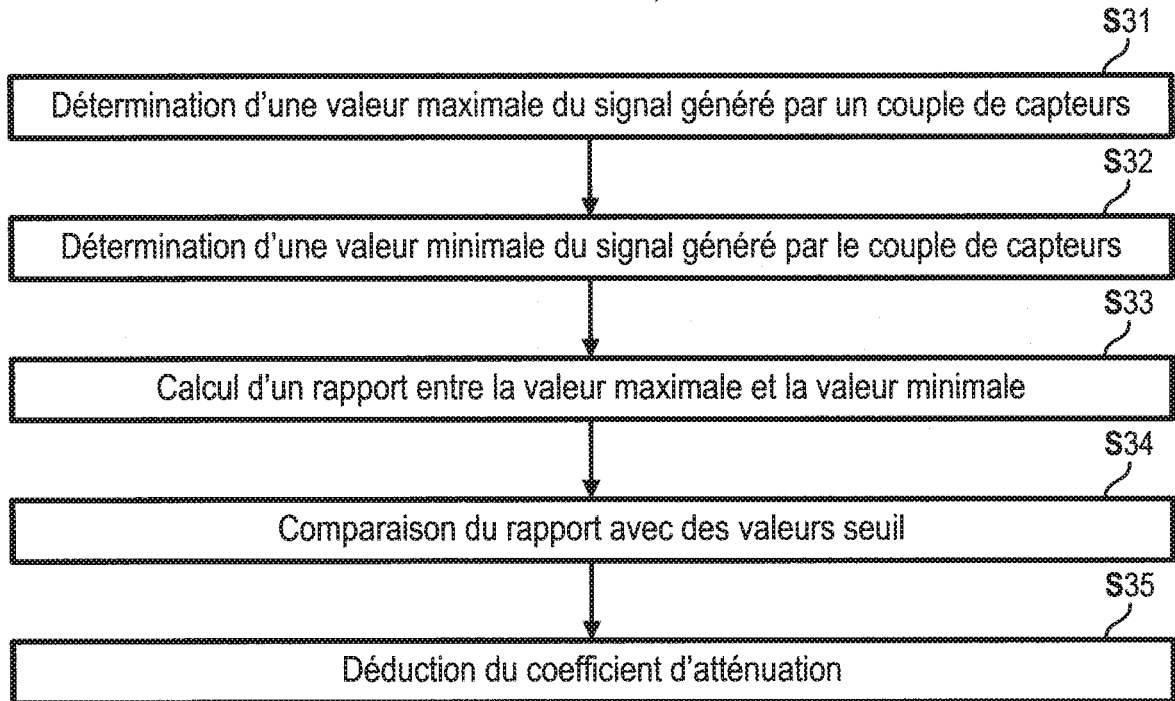 S31
Détermination d'une valeur maximale du signal généré par un couple de capteurs
S32
Détermination d'une valeur minimale du signal généré par le couple de capteurs
S33
Calcul d'un rapport entre la valeur maximale et la valeur minimale
S34
Comparaison du rapport avec des valeurs seuil
S35
Déduction du coefficient d'atténuation